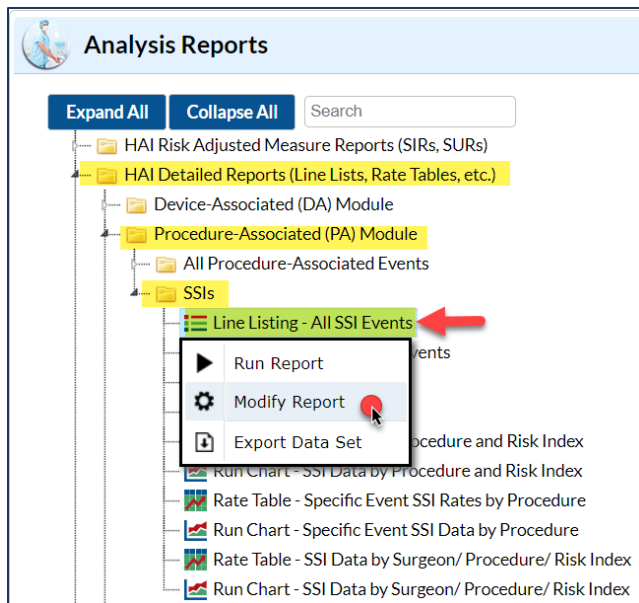 Analysis Reports
Expand All
Collapse All
Search
HAI Risk Adjusted Measure Reports (SIRs, SURs)
HAI Detailed Reports (Line Lists, Rate Tables, etc.)
Device-Associated (DA) Module
Procedure-Associated (PA) Module
All Procedure-Associated Events
SSIs
Line Listing - All SSI Events
vents
Run Report
Modify Report
Export Data Set
ocedure and Risk Index
Run Chart - SSI Data by Procedure and Risk Index
Rate Table - Specific Event SSI Rates by Procedure
Run Chart - Specific Event SSI Data by Procedure
Rate Table - SSI Data by Surgeon/ Procedure/ Risk Index
Run Chart - SSI Data by Surgeon/ Procedure/ Risk Index